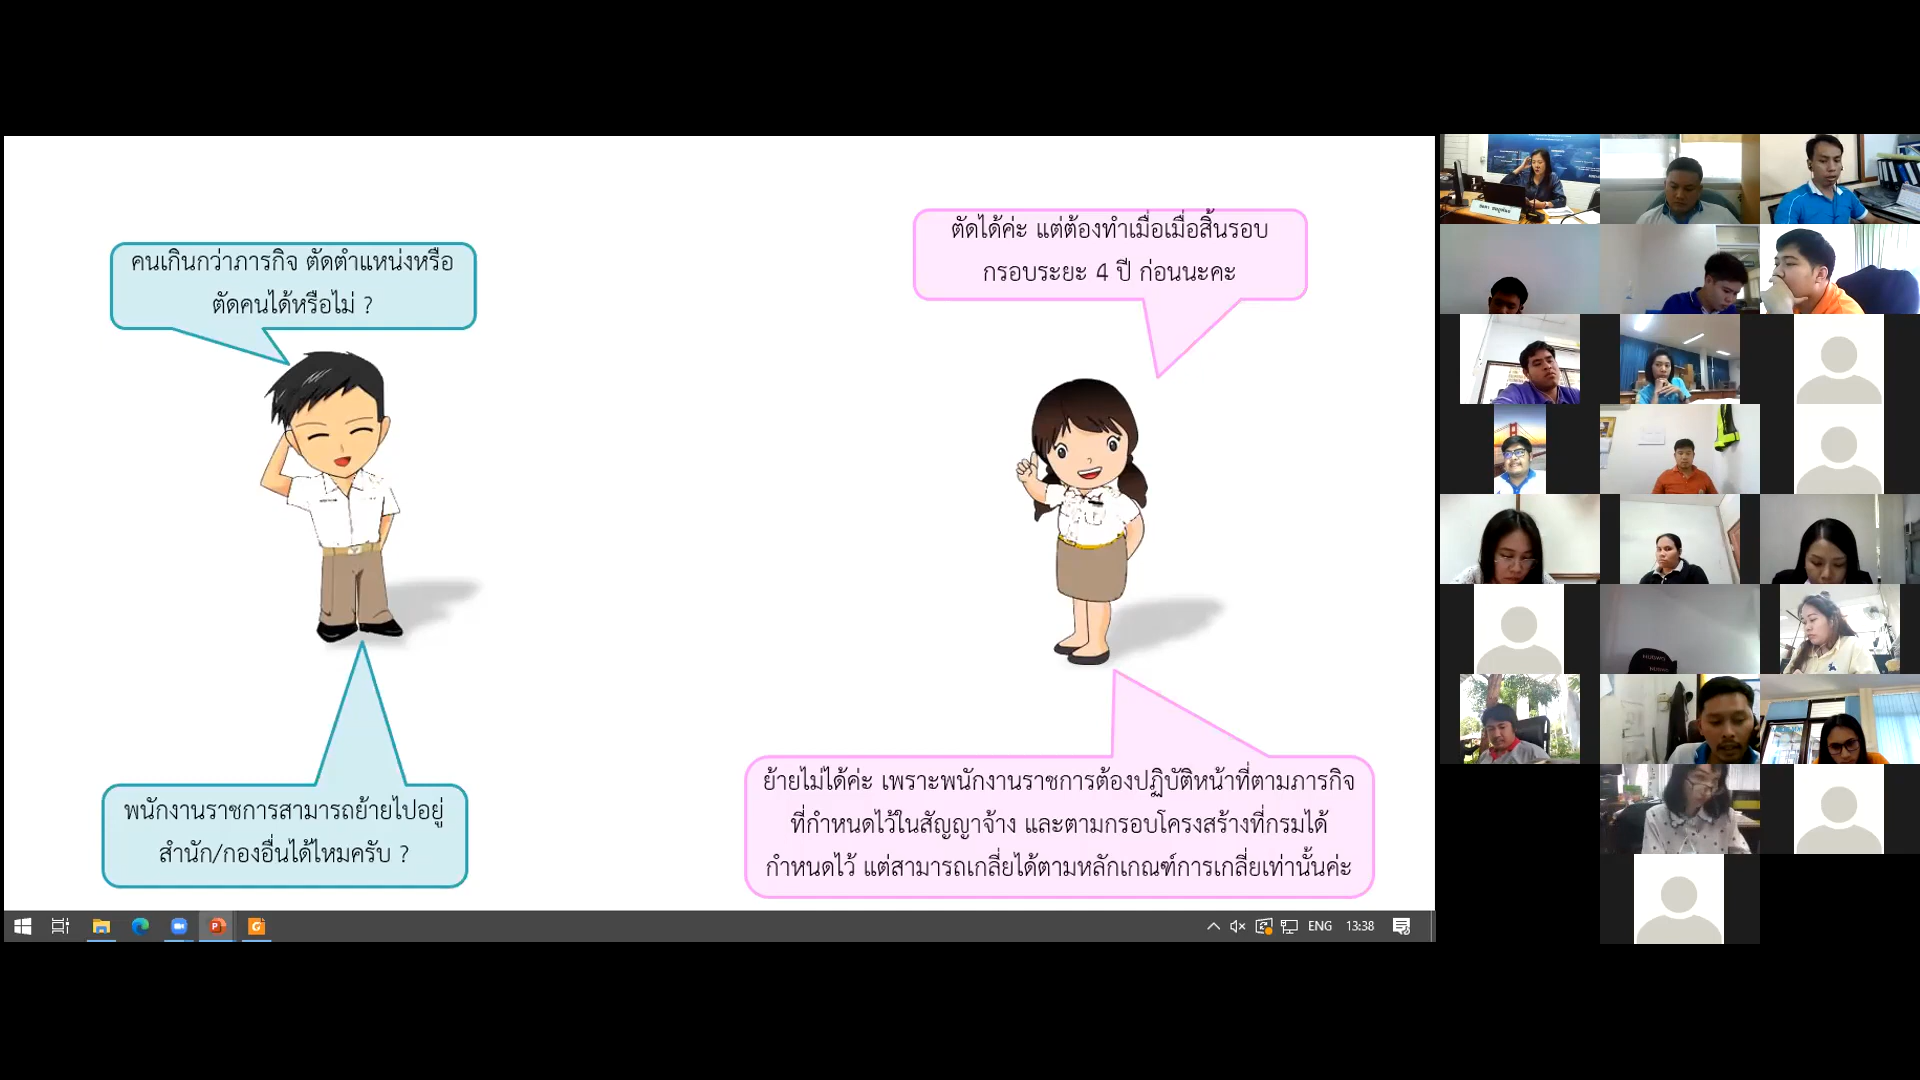 คนเกินกว่าภารกิจ ตัดตำแหน่งหรือ
ตัดคนได้หรือไม่ ?
ตัดได้ค่ะ แต่ต้องทำเมื่อเมื่อสิ้นรอบ
กรอบระยะ 4 ปี ก่อนนะคะ
พนักงานราชการสามารถย้ายไปอยู่
สำนัก/กองอื่นได้ไหมครับ ?
ย้ายไม่ได้ค่ะ เพราะพนักงานราชการต้องปฏิบัติหน้าที่ตามภารกิจ
ที่กำหนดไว้ในสัญญาจ้าง และตามกรอบโครงสร้างที่กรมได้
กำหนดไว้ แต่สามารถเกลี่ยได้ตามหลักเกณฑ์การเกลี่ยเท่านั้นค่ะ
ENG
13:38